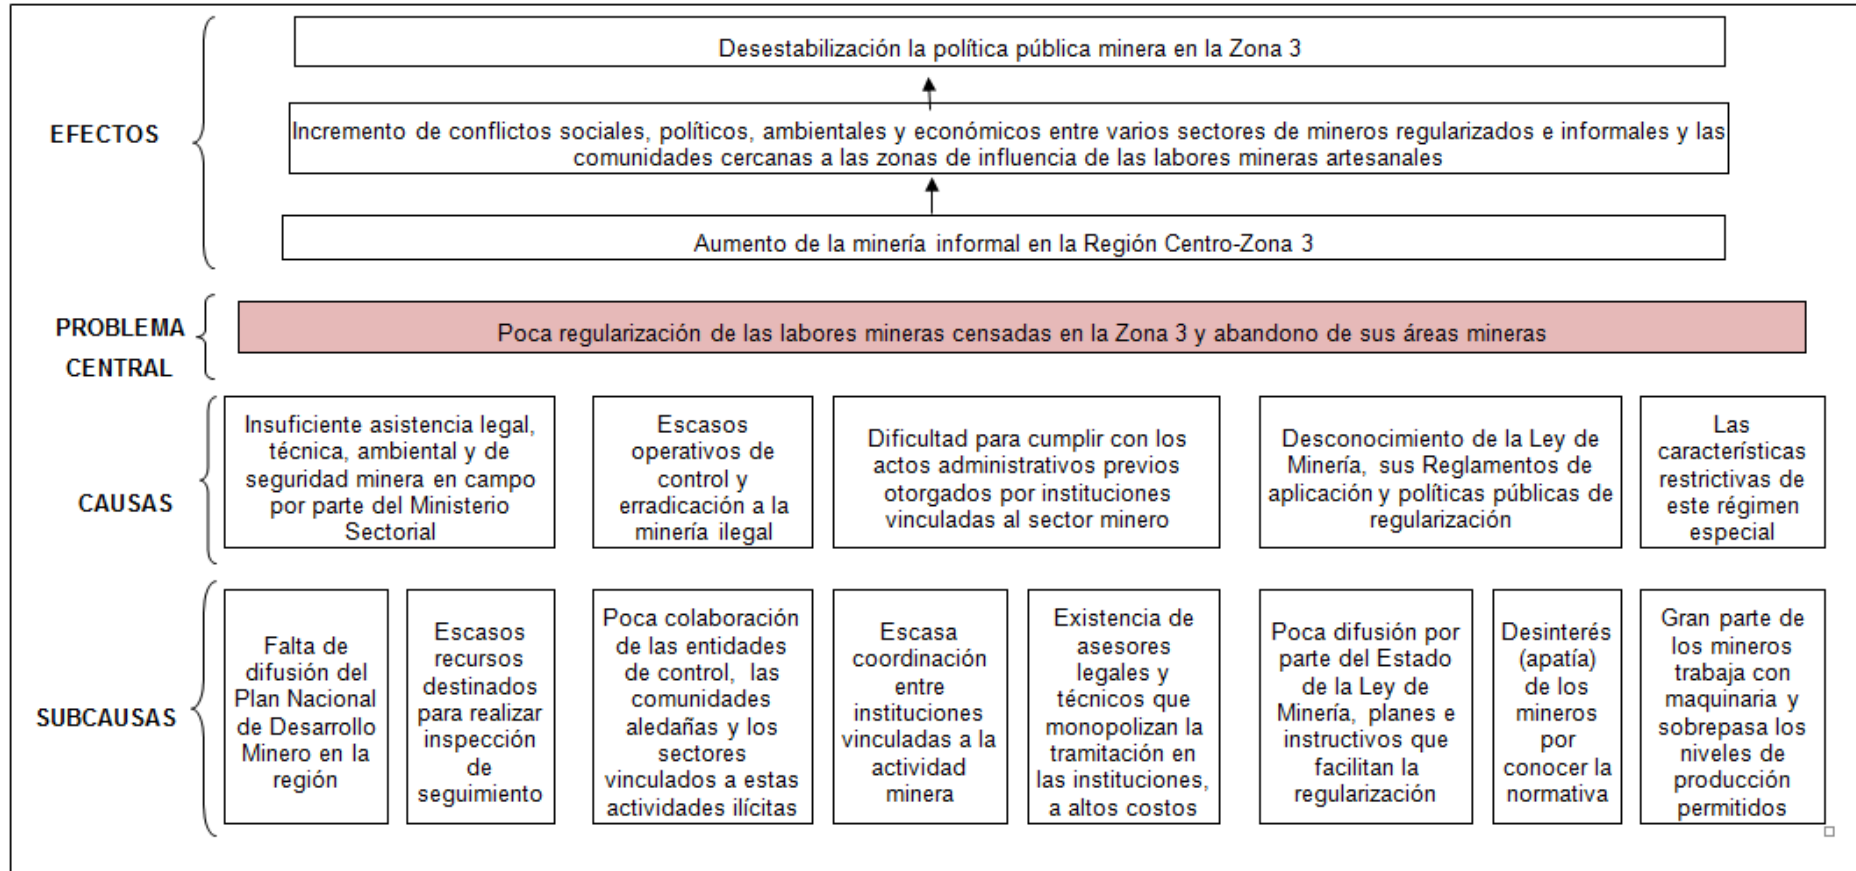 Desestabilización la política pública minera en la Zona 3
EFECTOS
Incremento de conflictos sociales, políticos, ambientales y económicos entre varios sectores de mineros regularizados e informales y las
comunidades cercanas a las zonas de influencia de las labores mineras artesanales
Aumento de la minería informal en la Región Centro-Zona 3
PROBLEMA
CENTRAL
Poca regularización de las labores mineras censadas en la Zona 3 y abandono de sus áreas mineras
CAUSAS
Insuficiente asistencia legal,
técnica, ambiental y de
seguridad minera en campo
por parte del Ministerio
Sectorial
Escasos
operativos de
control y
erradicación a la
minería ilegal
Dificultad para cumplir con los
actos administrativos previos
otorgados por instituciones
vinculadas al sector minero
Desconocimiento de la Ley de
Minería, sus Reglamentos de
aplicación y políticas públicas de
regularización
Las
características
restrictivas de
este régimen
especial
SUBCAUSAS
Falta de
difusión del
Plan Nacional
de Desarrollo
Minero en la
región
Escasos
recursos
destinados
para realizar
inspección
de
seguimiento
Poca colaboración
de las entidades
de control, las
comunidades
aledañas y los
sectores
vinculados a estas
actividades ilícitas
Escasa
coordinación
entre
instituciones
vinculadas a la
actividad
minera
Existencia de
asesores
legales y
técnicos que
monopolizan la
tramitación en
las instituciones,
a altos costos
Poca difusión por
parte del Estado
de la Ley de
Minería, planes e
instructivos que
facilitan la
regularización
Desinterés
(apatía)
de los
mineros
por
conocer la
normativa
Gran parte de
los mineros
trabaja con
maquinaria y
sobrepasa los
niveles de
producción
permitidos